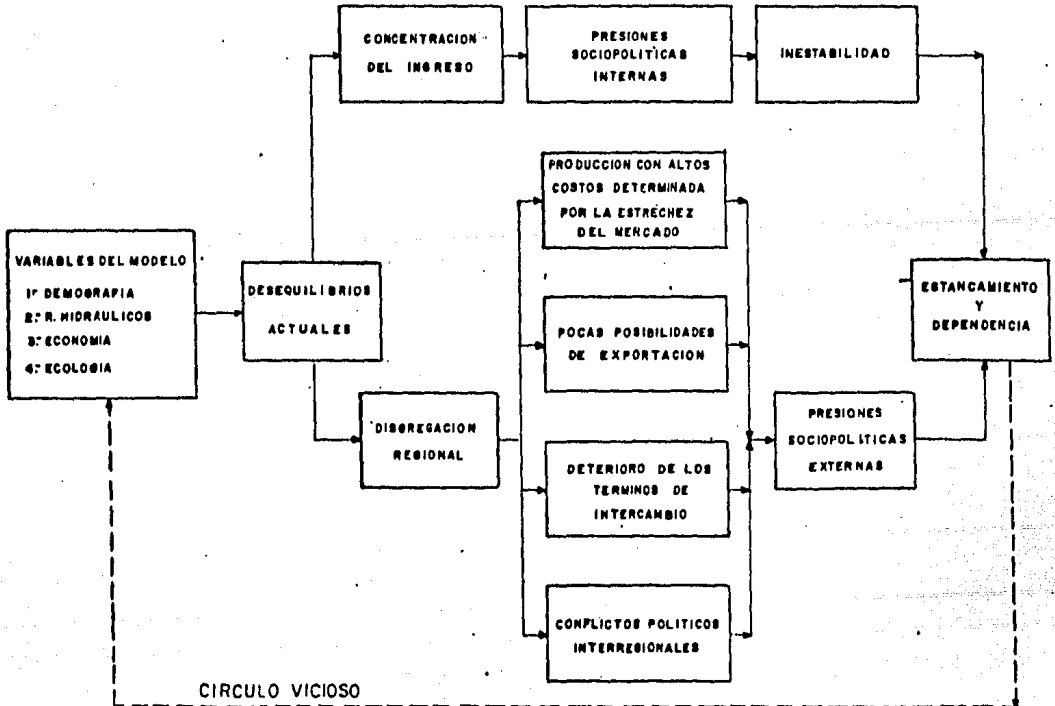 CONCENTRACION
DEL INGRESO
PRESIONES
SOCIOPOLITICAS
INTERNAS
INESTABILIDAD
PRODUCCION CON ALTOS
COSTOS DETERMINADA
POR LA ESTRECHEZ
DEL MERCADO
VARIABLES DEL MODELO
1º DEMOGRAFIA
2º R. HIDRAULICOS
3º ECONOMIA
4º ECOLOGIA
DESEQUILIBRIOS
ACTUALES
POCAS POSIBILIDADES
DE EXPORTACION
ESTANCAMIENTO
Y
DEPENDENCIA
DISGREGACION
REGIONAL
DETERIORO DE LOS
TERMINOS DE
INTERCAMBIO
PRESIONES
SOCIOPOLITICAS
EXTERNAS
CONFLICTOS POLITICOS
INTERREGIONALES
CIRCULO VICIOSO